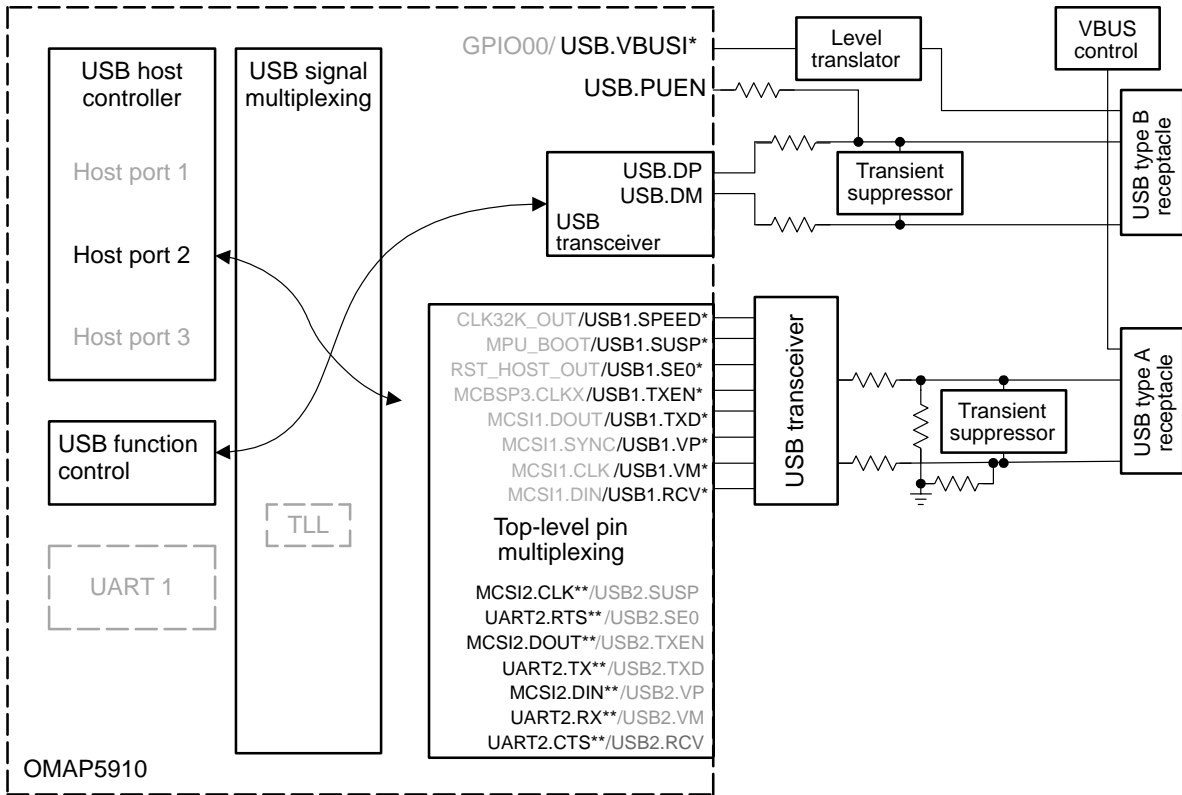 USB host
controller
Host port 1
Host port 2
Host port 3
USB function
control
UART 1
USB signal
multiplexing
TLL
GPIO00/ USB.VBUSI*
USB.PUEN
USB.DP
USB.DM
USB
transceiver
CLK32K_OUT/USB1.SPEED*
MPU_BOOT/USB1.SUSP*
RST_HOST_OUT/USB1.SE0*
MCBSP3.CLKX/USB1.TXEN*
MCSI1.DOUT/USB1.TXD*
MCSI1.SYNC/USB1.VP*
MCSI1.CLK/USB1.VM*
MCSI1.DIN/USB1.RCV*
Top-level pin
multiplexing
MCSI2.CLK**/USB2.SUSP
UART2.RTS**/USB2.SE0
MCSI2.DOUT**/USB2.TXEN
UART2.TX**/USB2.TXD
MCSI2.DIN**/USB2.VP
UART2.RX**/USB2.VM
UART2.CTS**/USB2.RCV
OMAP5910
Level
translator
VBUS
control
Transient
suppressor
USB type B
receptacle
USB transceiver
Transient
suppressor
USB type A
receptacle